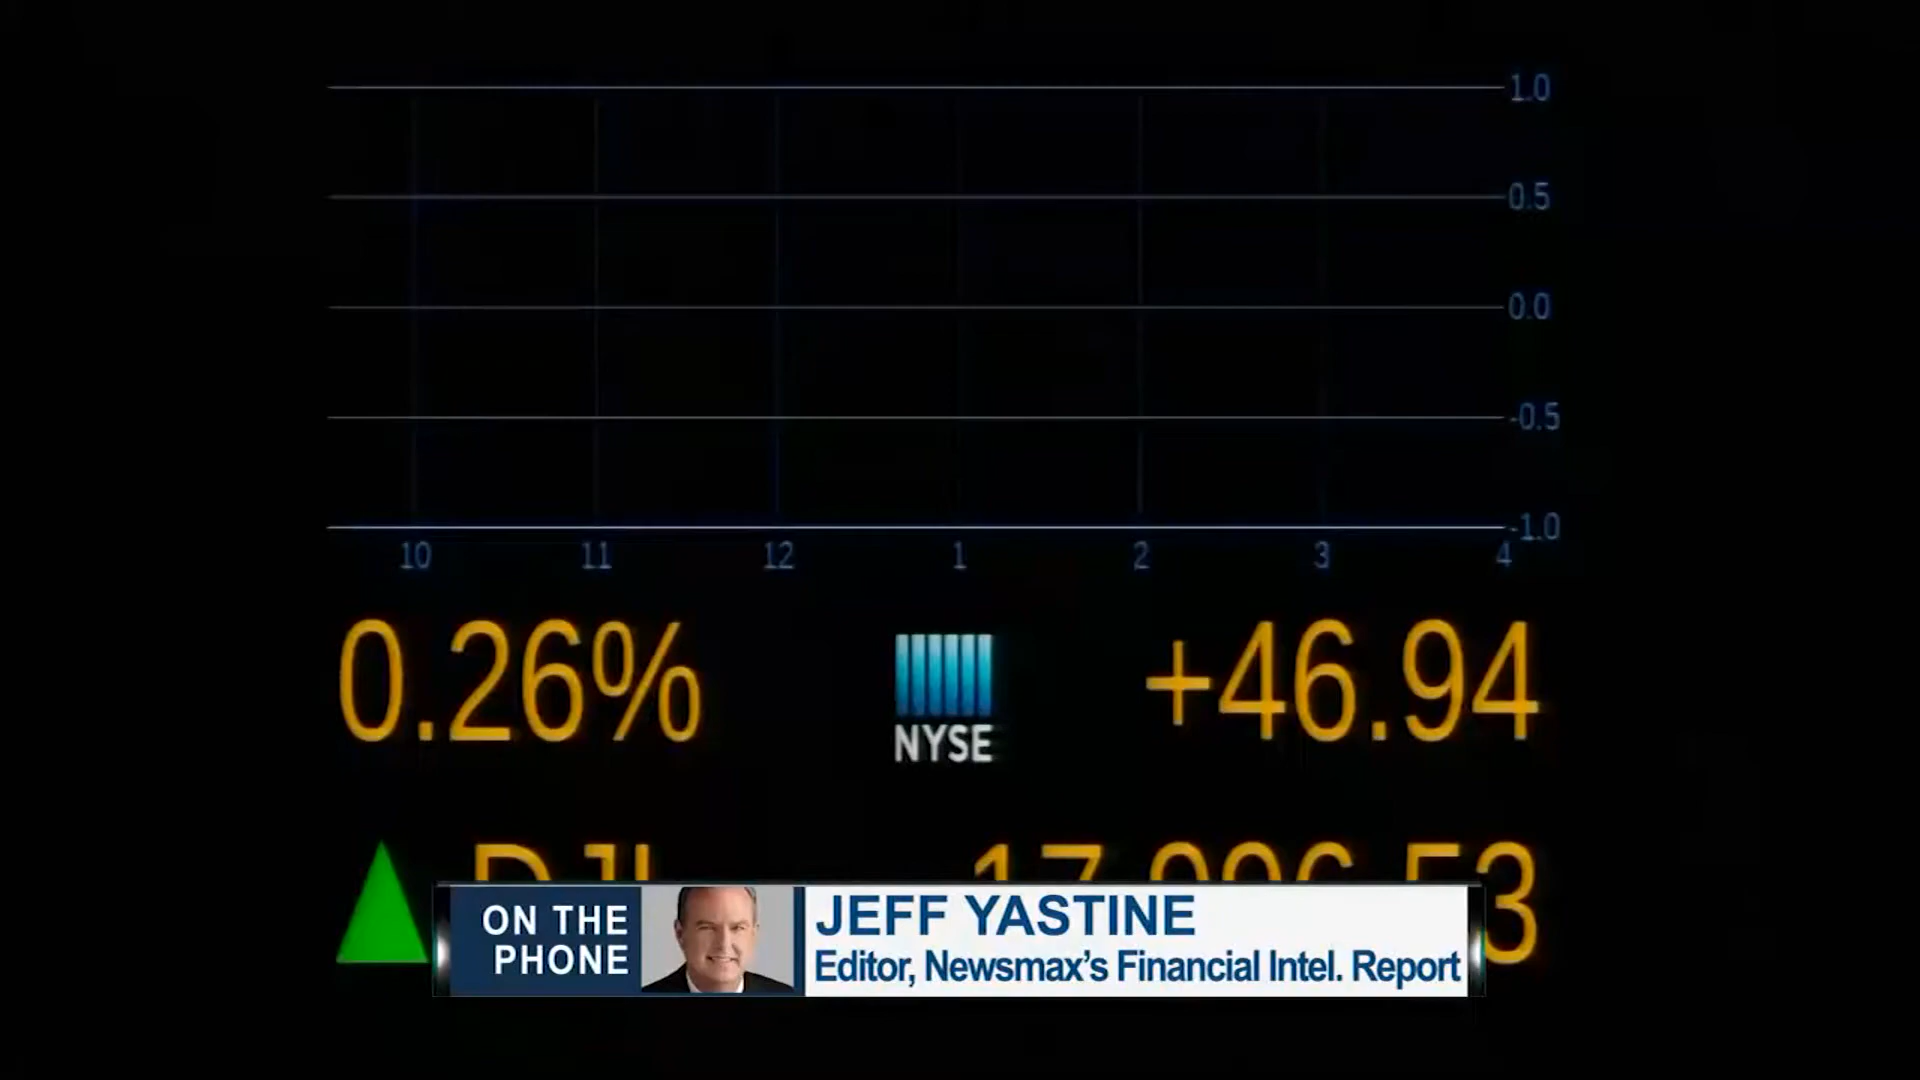 1.0
0.5
0.0
-0.5
-1.0
10 11 12 1 2 3 4
0.26% NYSE +46.94
DJI
ON THE PHONE
JEFF YASTINE
Editor, Newsmax's Financial Intel. Report